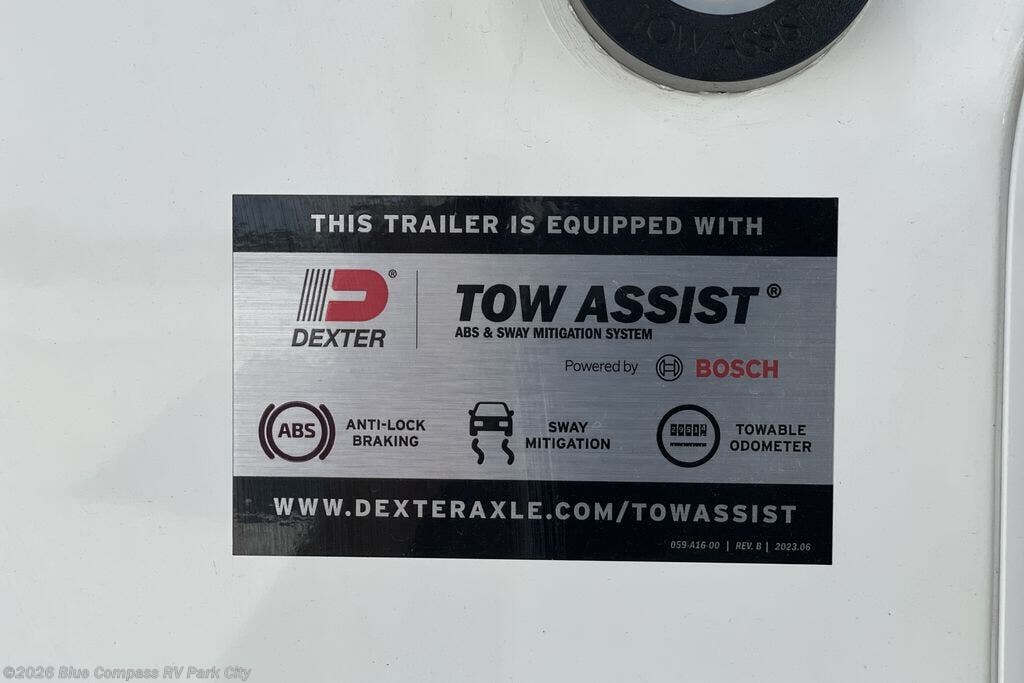 TOW ASSIST
THIS TRAILER IS EQUIPPED WITH
DEXTER®
TOW ASSIST®
ABS & SWAY MITIGATION SYSTEM
Powered by BOSCH
ABS
ANTI-LOCK
BRAKING
SWAY
MITIGATION
TOWABLE
ODOMETER
WWW.DEXTERAXLE.COM/TOWASSIST
059-A16-00 | REV. B | 2023.06
©2026 Blue Compass RV Park City